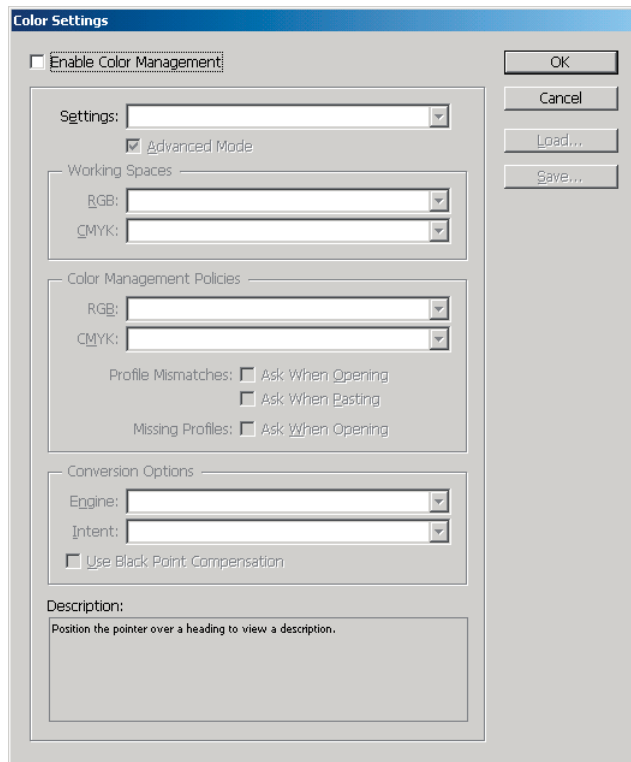 Color Settings
Enable Color Management
OK
Settings:
Cancel
Advanced Mode
Load...
Working Spaces
Save...
RGB:
CMYK:
Color Management Policies
RGB:
CMYK:
Profile Mismatches: Ask When Opening
Ask When Pasting
Missing Profiles: Ask When Opening
Conversion Options
Engine:
Intent:
Use Black Point Compensation
Description:
Position the pointer over a heading to view a description.